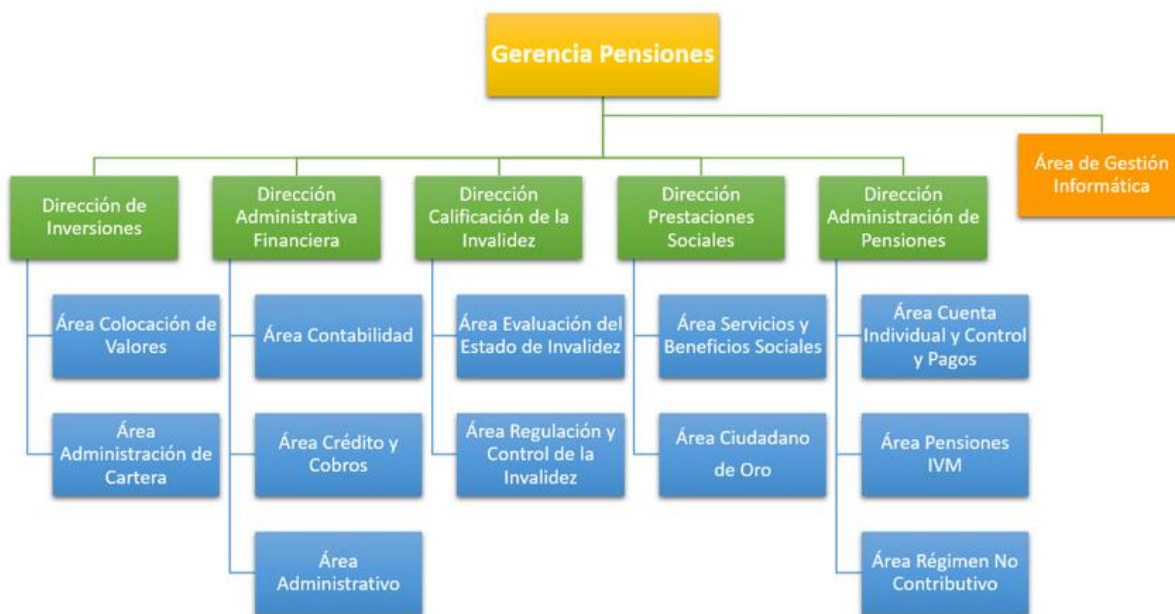 Gerencia Pensiones
Área de Gestión
Informática
Dirección de
Inversiones
Dirección
Administrativa
Financiera
Dirección
Calificación de la
Invalidez
Dirección
Prestaciones
Sociales
Dirección
Administración de
Pensiones
Área Colocación de
Valores
Área Contabilidad
Área Evaluación del
Estado de Invalidez
Área Servicios y
Beneficios Sociales
Área Cuenta
Individual y Control
y Pagos
Área
Administración de
Cartera
Área Crédito y
Cobros
Área Regulación y
Control de la
Invalidez
Área Ciudadano
de Oro
Área Pensiones
IVM
Área
Administrativo
Área Régimen No
Contributivo